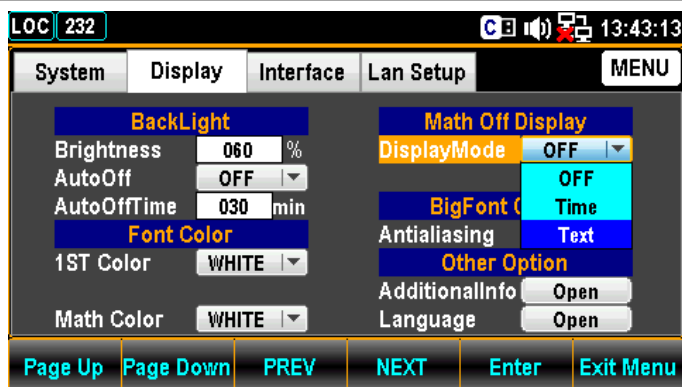 LOC 232 C 13:43:13
System Display Interface Lan Setup MENU
BackLight
Brightness 060 %
AutoOff OFF
AutoOffTime 030 min
Font Color
1ST Color WHITE
Math Color WHITE
Math Off Display
DisplayMode OFF
OFF
Time
Text
BigFont
Antialiasing
Other Option
AdditionalInfo Open
Language Open
Page Up Page Down PREV NEXT Enter Exit Menu